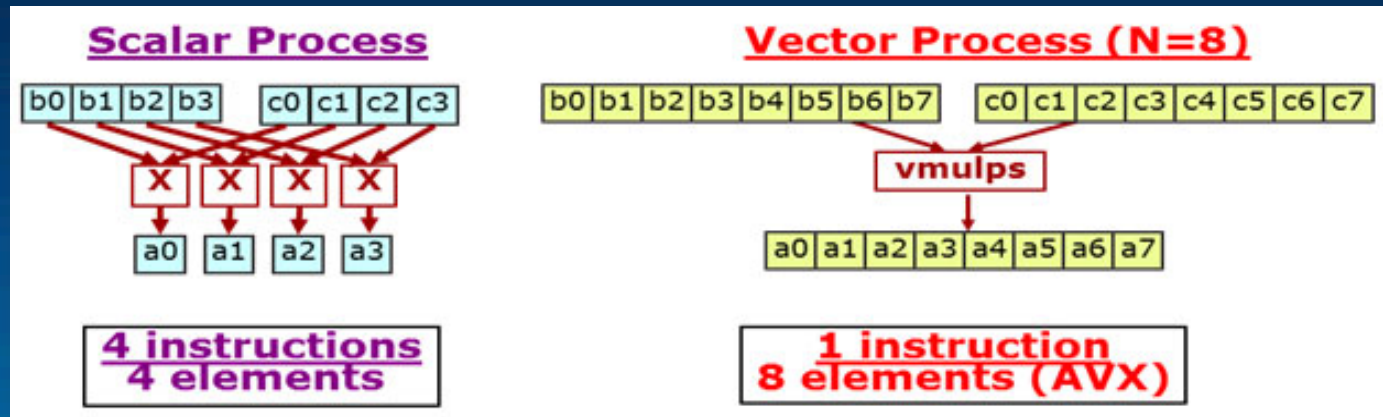 Scalar Process
b0 b1 b2 b3 c0 c1 c2 c3
X X X X
a0 a1 a2 a3
4 instructions
4 elements
Vector Process (N=8)
b0 b1 b2 b3 b4 b5 b6 b7 c0 c1 c2 c3 c4 c5 c6 c7
vmulps
a0 a1 a2 a3 a4 a5 a6 a7
1 instruction
8 elements (AVX)